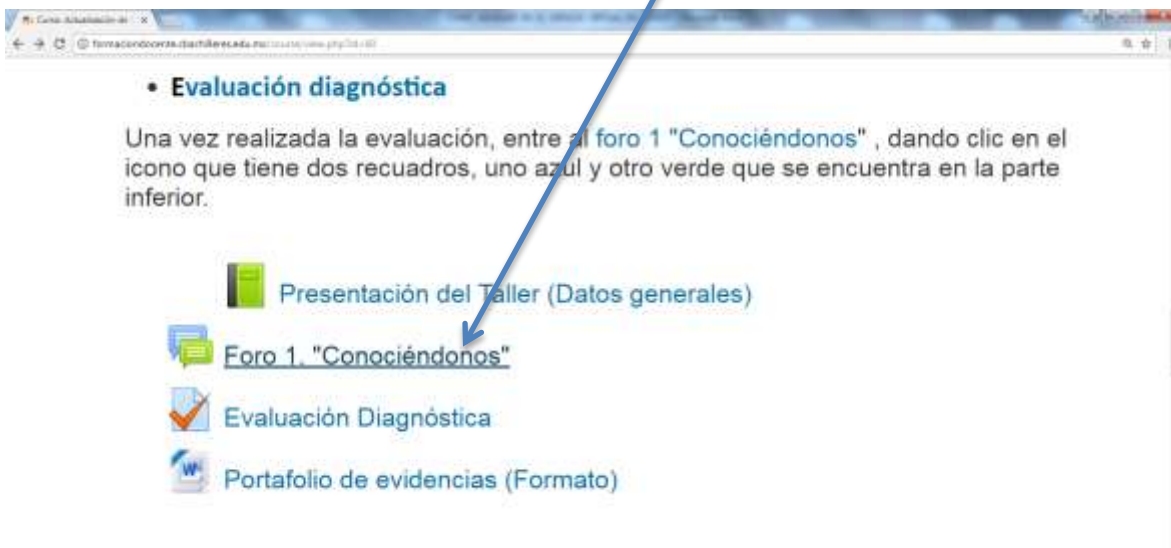 • Evaluación diagnóstica
Una vez realizada la evaluación, entre al foro 1 "Conociéndonos" , dando clic en el
icono que tiene dos recuadros, uno azul y otro verde que se encuentra en la parte
inferior.
Presentación del Taller (Datos generales)
Foro 1. "Conociéndonos"
Evaluación Diagnóstica
W
Portafolio de evidencias (Formato)